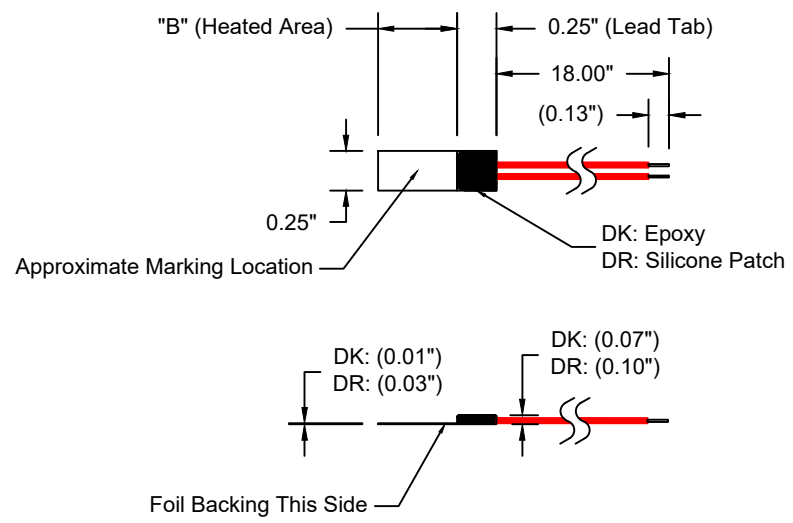 "B" (Heated Area)
0.25" (Lead Tab)
18.00"
(0.13")
0.25"
DK: Epoxy
DR: Silicone Patch
Approximate Marking Location
DK: (0.01")
DR: (0.03")
DK: (0.07")
DR: (0.10")
Foil Backing This Side